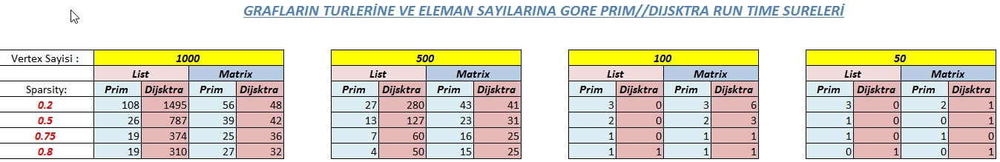 GRAFLARIN TURLERİNE VE ELEMAN SAYILARINA GORE PRIM//DIJSKTRA RUN TIME SURELERİ
Vertex Sayisi : 1000 500 100 50
List Matrix List Matrix List Matrix List Matrix
Sparsity: Prim Dijsktra Prim Dijsktra Prim Dijsktra Prim Dijsktra Prim Dijsktra Prim Dijsktra Prim Dijsktra Prim Dijsktra
0.2 108 1495 56 48 27 280 43 41 3 0 3 6 3 0 2 1
0.5 26 787 39 42 13 127 23 31 2 0 2 3 1 0 0 1
0.75 19 374 25 36 7 60 16 25 1 0 1 1 1 0 1 0
0.8 19 310 27 32 4 50 15 25 1 1 1 1 0 1 0 1